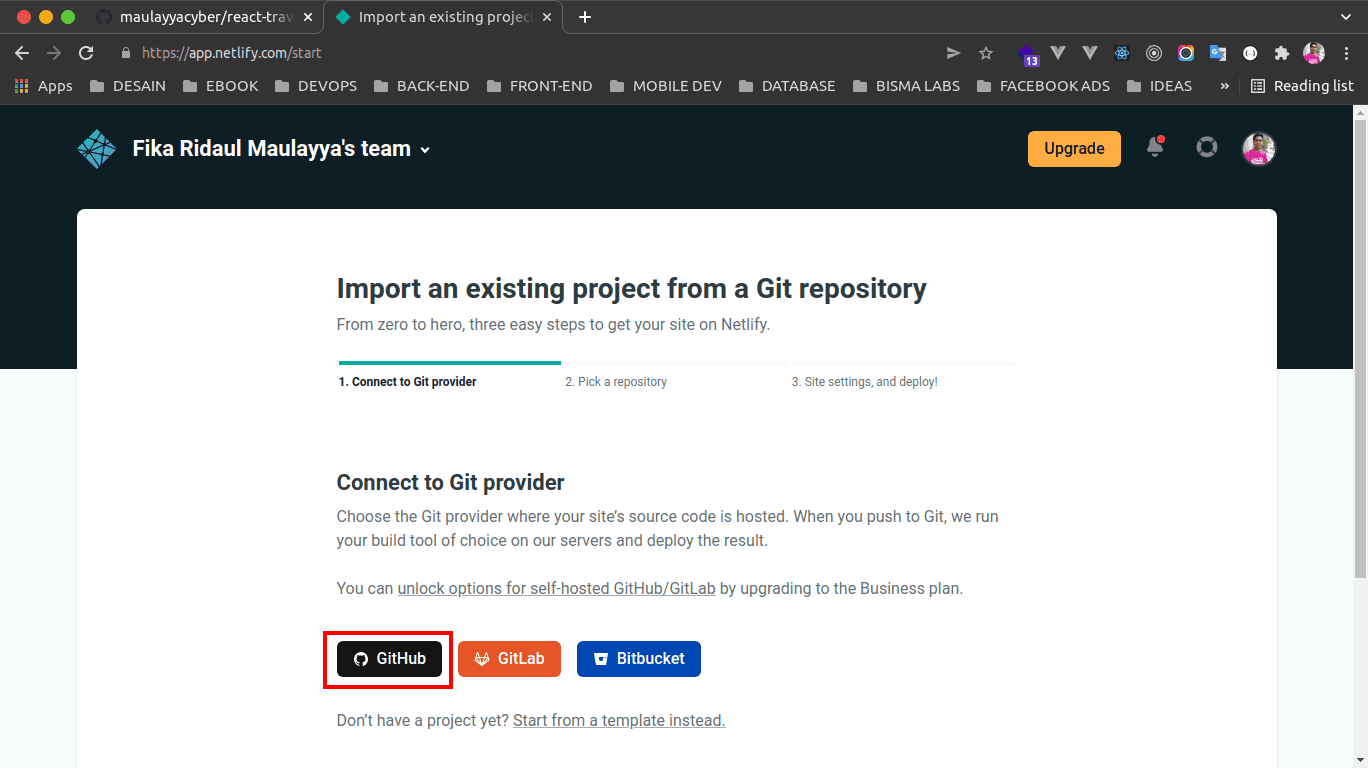 maulayyacyber/react-trav
Import an existing projec
https://app.netlify.com/start
13
Apps
DESAIN
EBOOK
DEVOPS
BACK-END
FRONT-END
MOBILE DEV
DATABASE
BISMA LABS
FACEBOOK ADS
IDEAS
»
Reading list
Fika Ridaul Maulayya's team
Upgrade
Import an existing project from a Git repository
From zero to hero, three easy steps to get your site on Netlify.
1. Connect to Git provider
2. Pick a repository
3. Site settings, and deploy!
Connect to Git provider
Choose the Git provider where your site’s source code is hosted. When you push to Git, we run
your build tool of choice on our servers and deploy the result.
You can unlock options for self-hosted GitHub/GitLab by upgrading to the Business plan.
GitHub
GitLab
Bitbucket
Don't have a project yet? Start from a template instead.